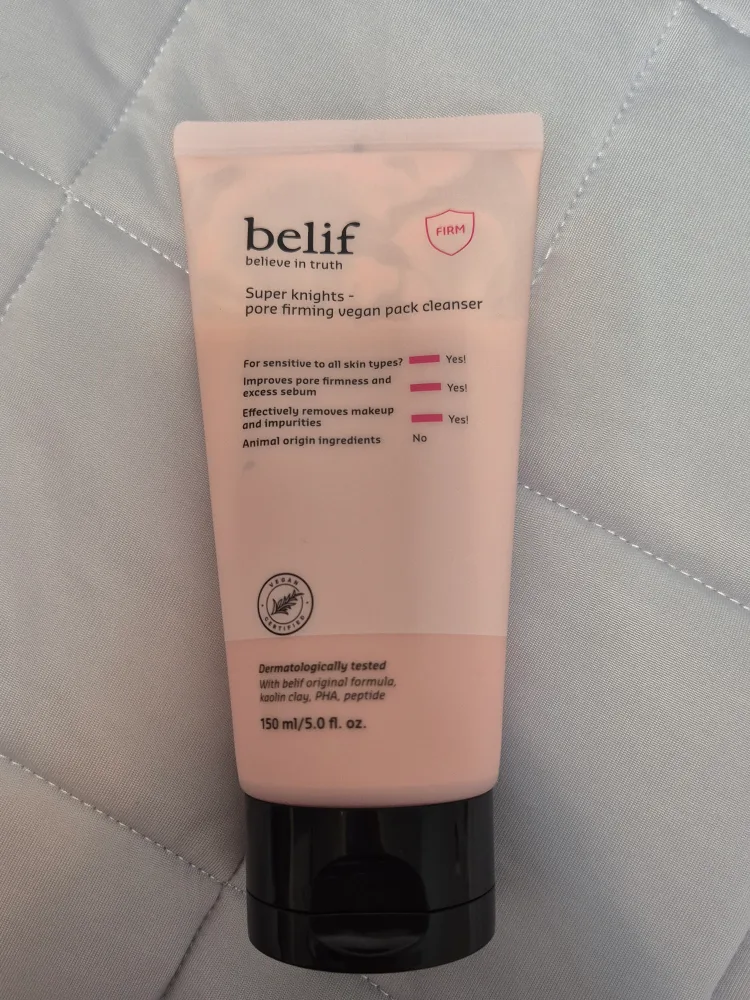 belif
believe in truth
FIRM
Super knights -
pore firming vegan pack cleanser
For sensitive to all skin types? Yes!
Improves pore firmness and
excess sebum Yes!
Effectively removes makeup
and impurities Yes!
Animal origin ingredients No
VEGAN
CERTIFIED
Dermatologically tested
With belif original formula,
kaolin clay, PHA, peptide
150 ml/5.0 fl. oz.